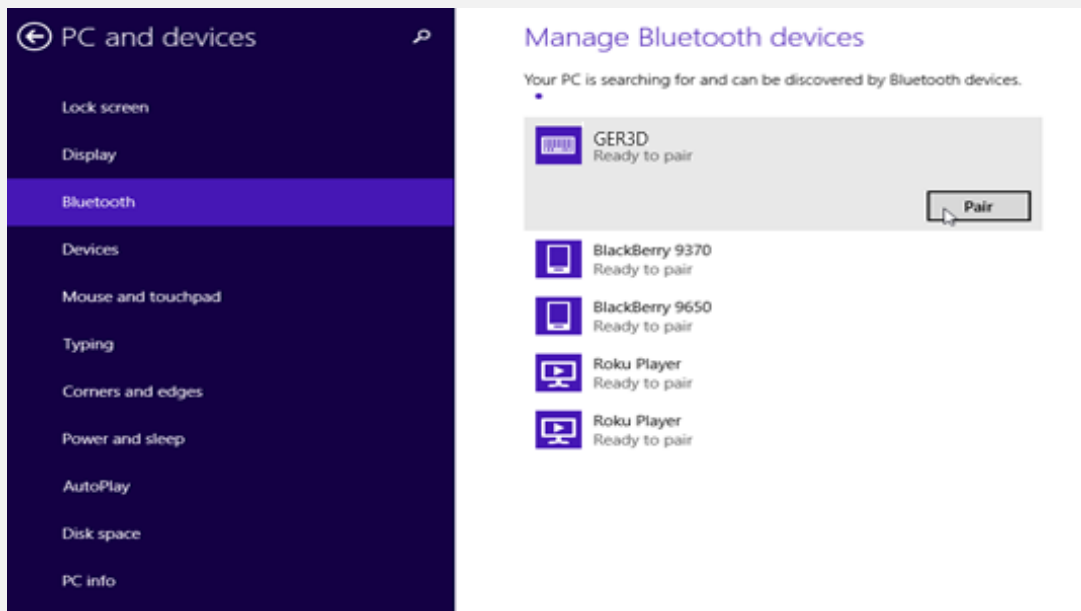 PC and devices
Lock screen
Display
Bluetooth
Devices
Mouse and touchpad
Typing
Corners and edges
Power and sleep
AutoPlay
Disk space
PC info
Manage Bluetooth devices
Your PC is searching for and can be discovered by Bluetooth devices.
GER3D
Ready to pair
Pair
BlackBerry 9370
Ready to pair
BlackBerry 9650
Ready to pair
Roku Player
Ready to pair
Roku Player
Ready to pair